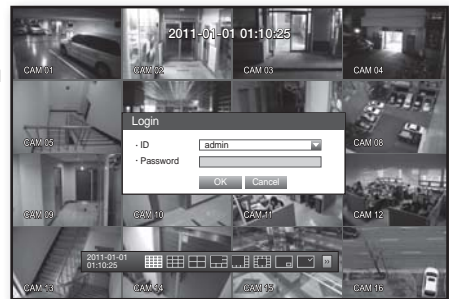 2011-01-01 01:10:25
CAM 01
CAM 02
CAM 03
CAM 04
CAM 05
Login
CAM 08
· ID
admin
· Password
OK
Cancel
CAM 09
CAM 10
CAM 11
CAM 12
2011-01-01
01:10:25
CAM 13
CAM 14
CAM 15
CAM 16